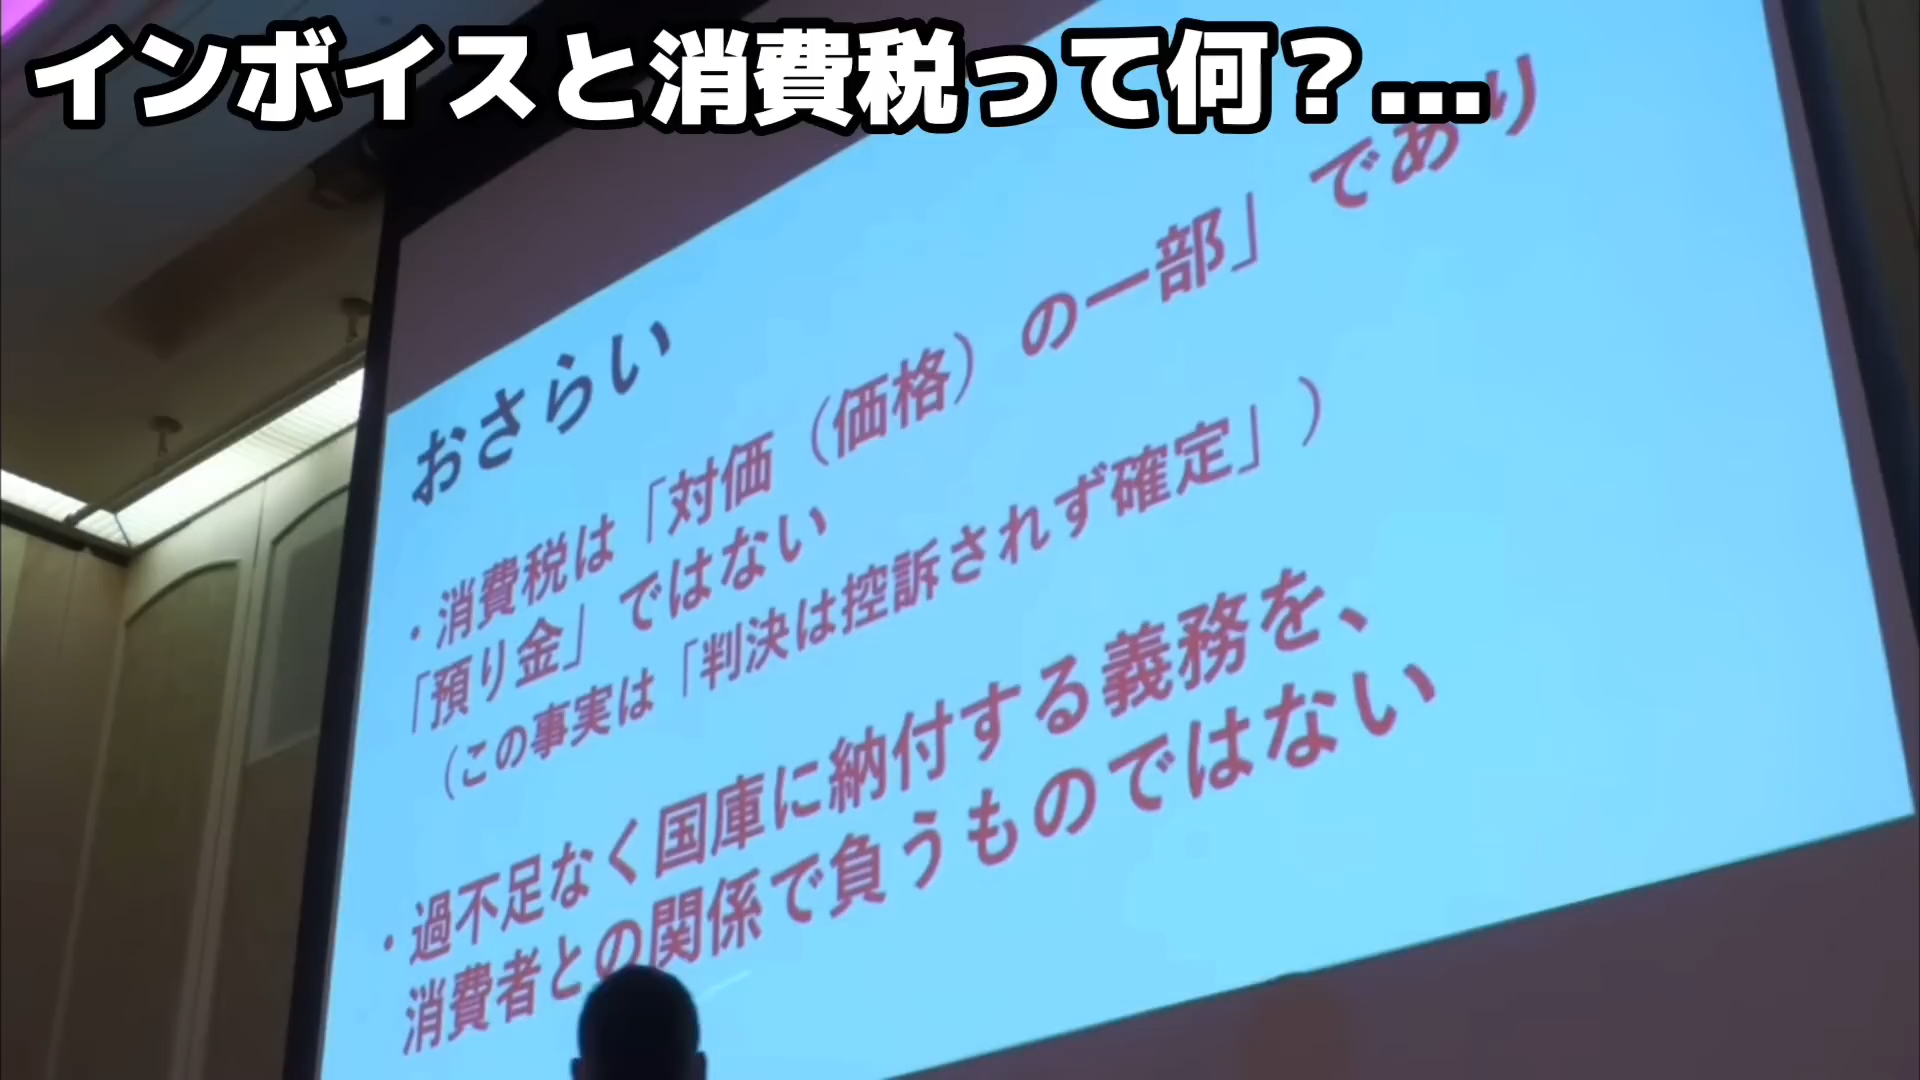 インボイスと消費税って何？...
おさらい
・消費税は「対価（価格）の一部」であり
「預り金」ではない
（この事実は「判決は控訴されず確定」）
・過不足なく国庫に納付する義務を、
消費者との関係で負うものではない